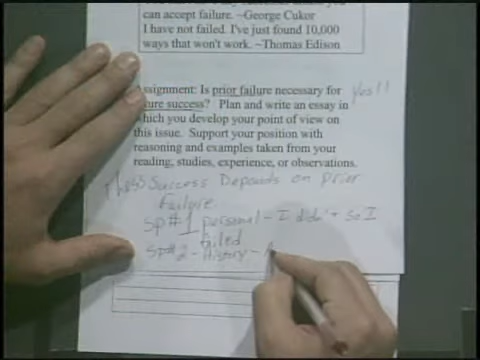 can accept failure. ~George Cukor
I have not failed. I've just found 10,000
ways that won't work. ~Thomas Edison
Assignment: Is prior failure necessary for
future success? Plan and write an essay in
which you develop your point of view on
this issue. Support your position with
reasoning and examples taken from your
reading, studies, experience, or observations.
Yes!!
Success Depends on Prior
Failure
Sp#1 personal - I didn't so I
failed
Sp#2 - History - A